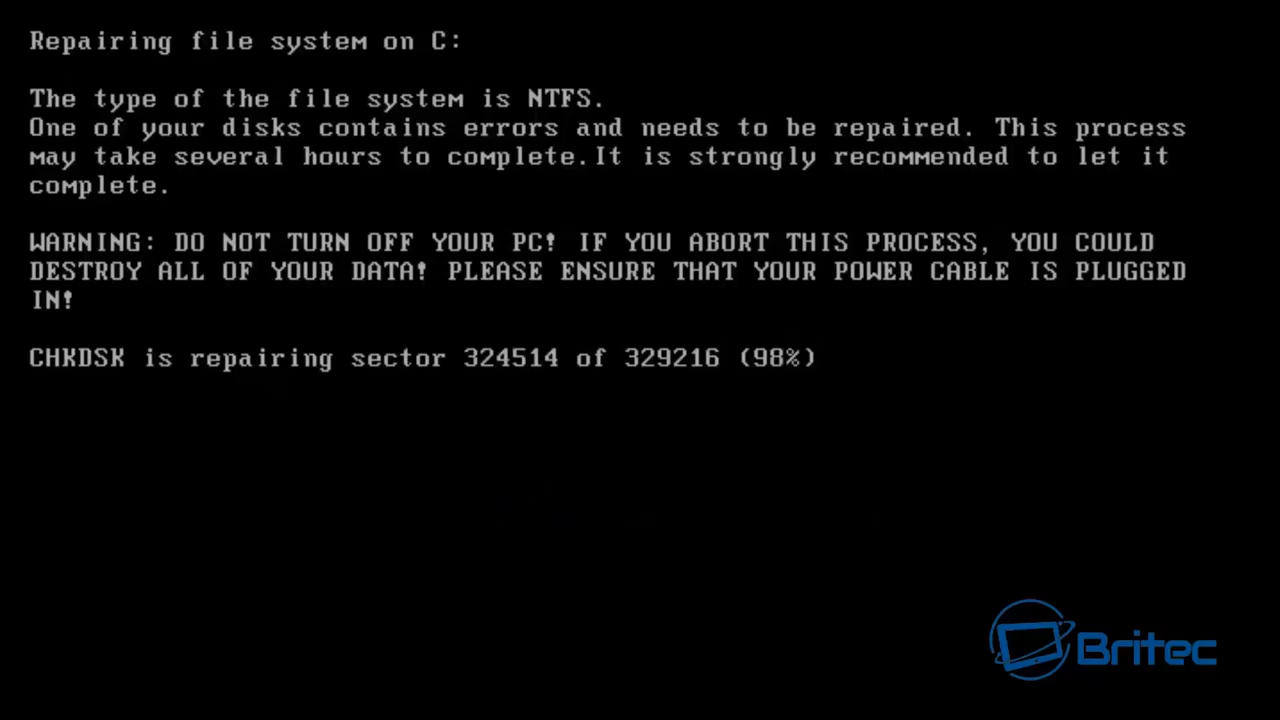 Repairing file system on C:
The type of the file system is NTFS.
One of your disks contains errors and needs to be repaired. This process
may take several hours to complete.It is strongly recommended to let it
complete.
WARNING: DO NOT TURN OFF YOUR PC! IF YOU ABORT THIS PROCESS, YOU COULD
DESTROY ALL OF YOUR DATA! PLEASE ENSURE THAT YOUR POWER CABLE IS PLUGGED
IN!
CHKDSK is repairing sector 324514 of 329216 (98%)
Britec